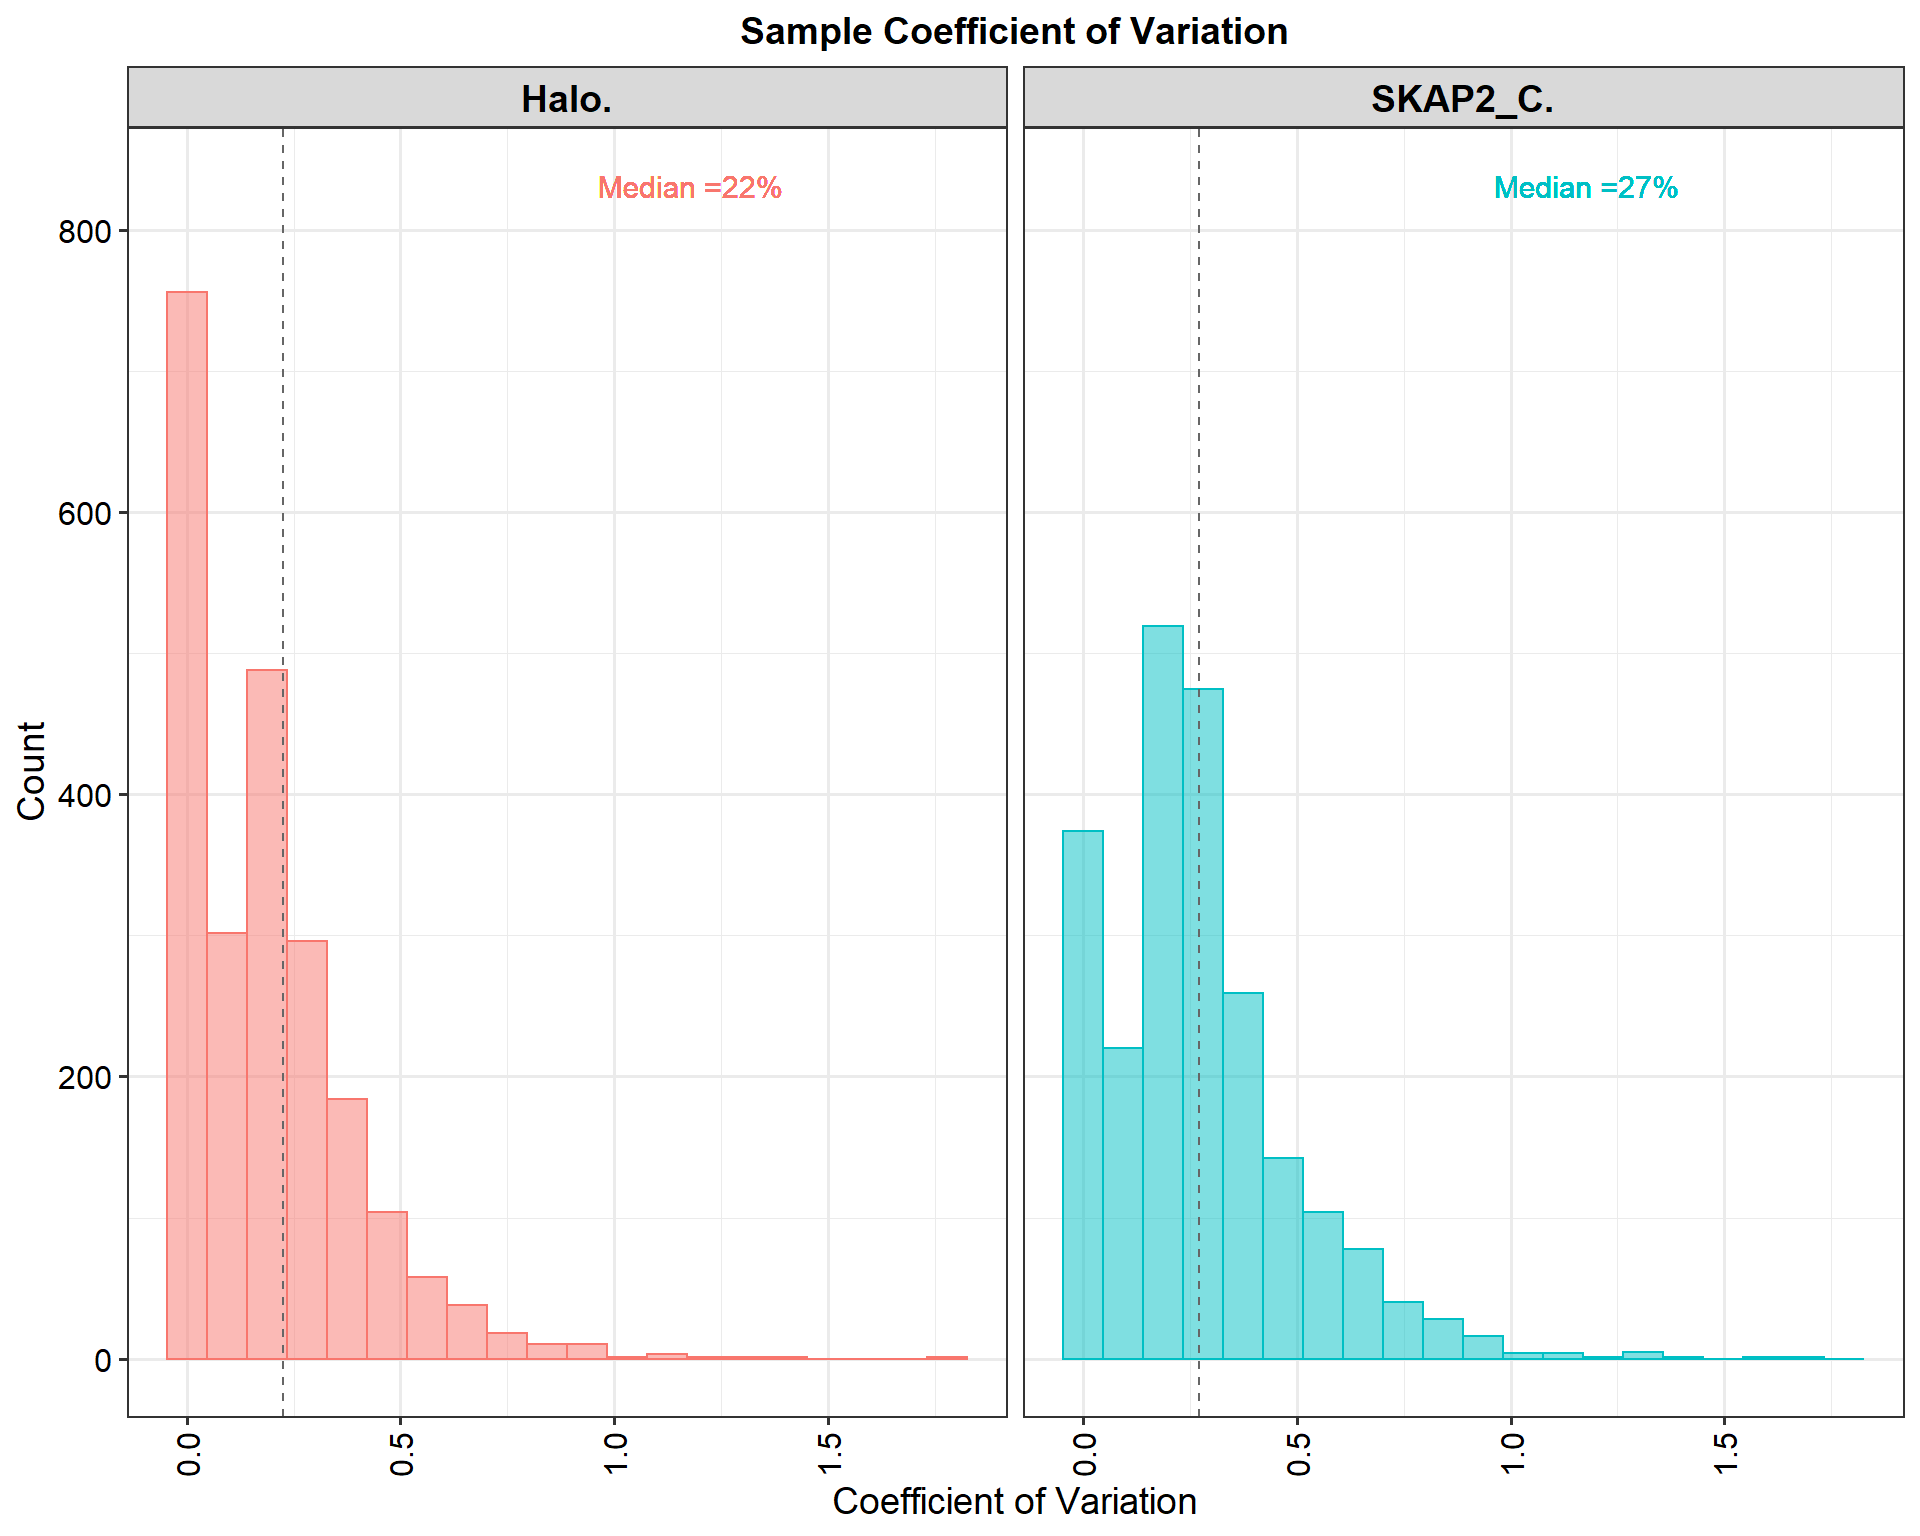 Sample Coefficient of Variation
Halo.
SKAP2_C.
Median =22%
Median =27%
800
600
400
200
0
Count
0.0
0.5
1.0
1.5
0.0
0.5
1.0
1.5
Coefficient of Variation